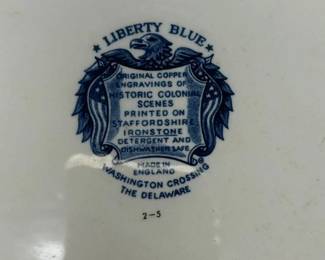 ★ LIBERTY BLUE ★
ORIGINAL COPPER
ENGRAVINGS OF
HISTORIC COLONIAL
SCENES
PRINTED ON
STAFFORDSHIRE
IRONSTONE
DETERGENT AND
DISHWASHER SAFE
MADE IN
ENGLAND
WASHINGTON CROSSING
THE DELAWARE
2-5